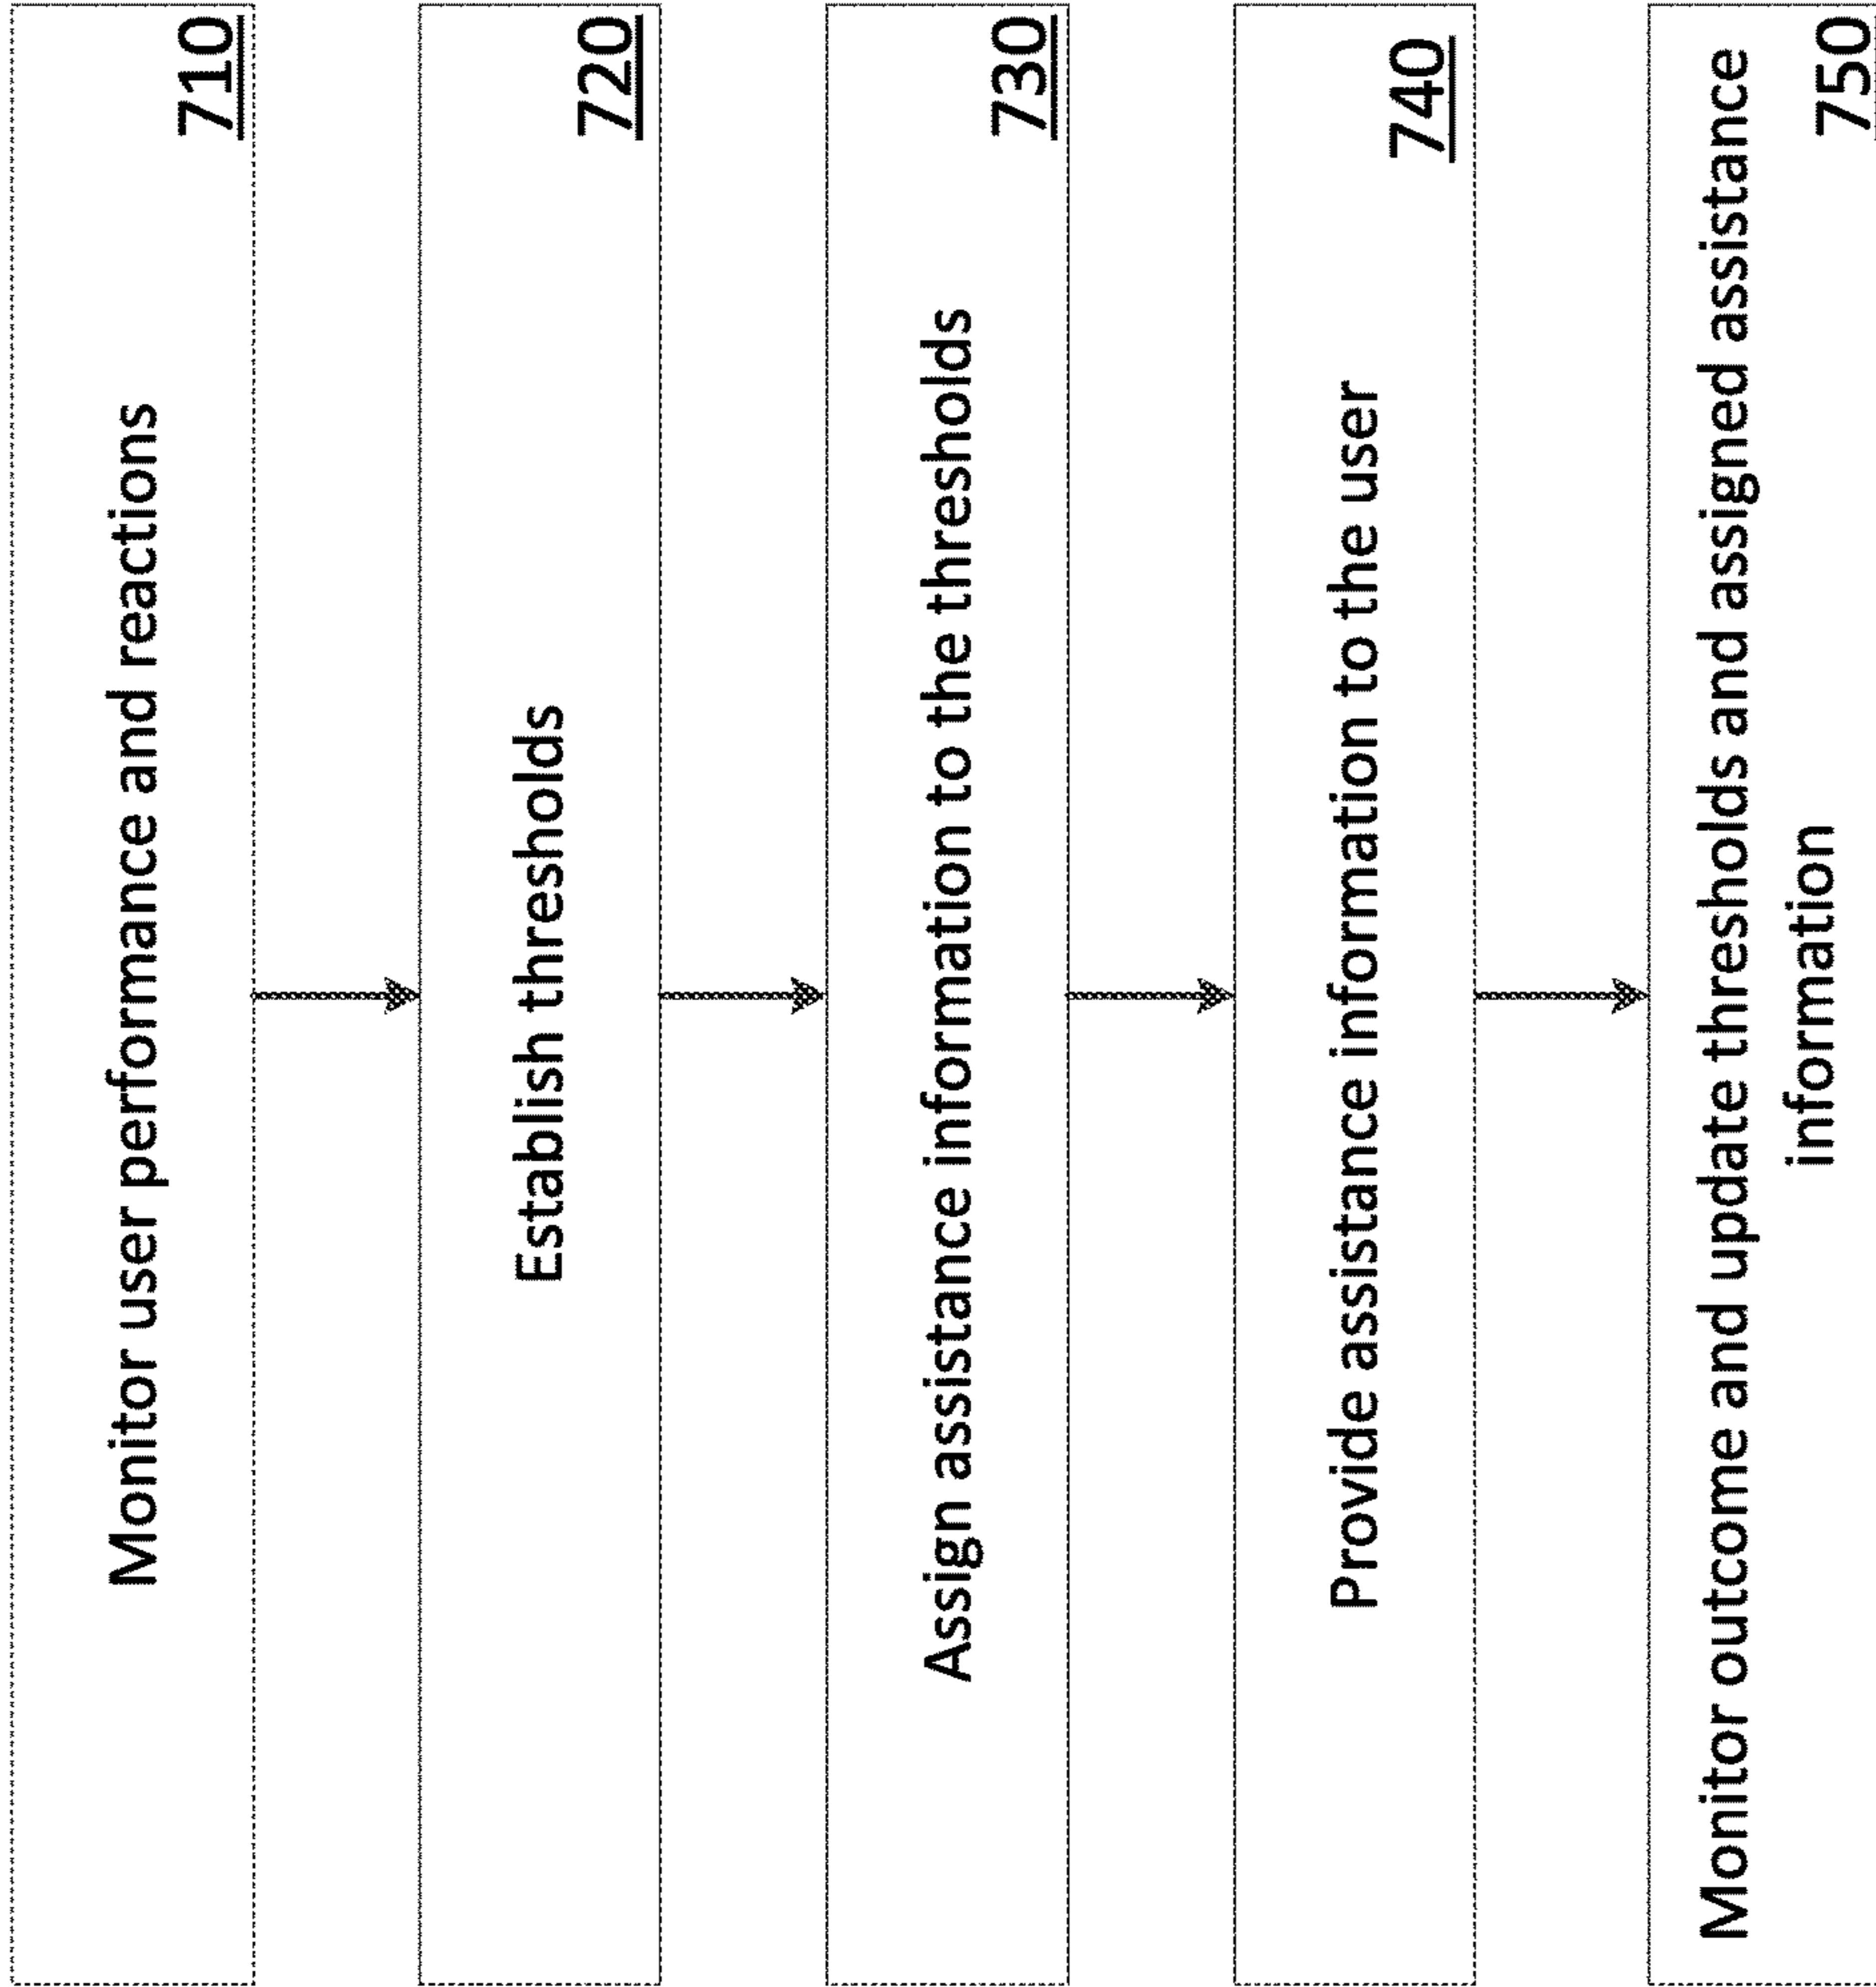 Monitor user performance and reactions
710
Establish thresholds
720
Assign assistance information to the thresholds
730
Provide assistance information to the user
740
Monitor outcome and update thresholds and assigned assistance
information
750